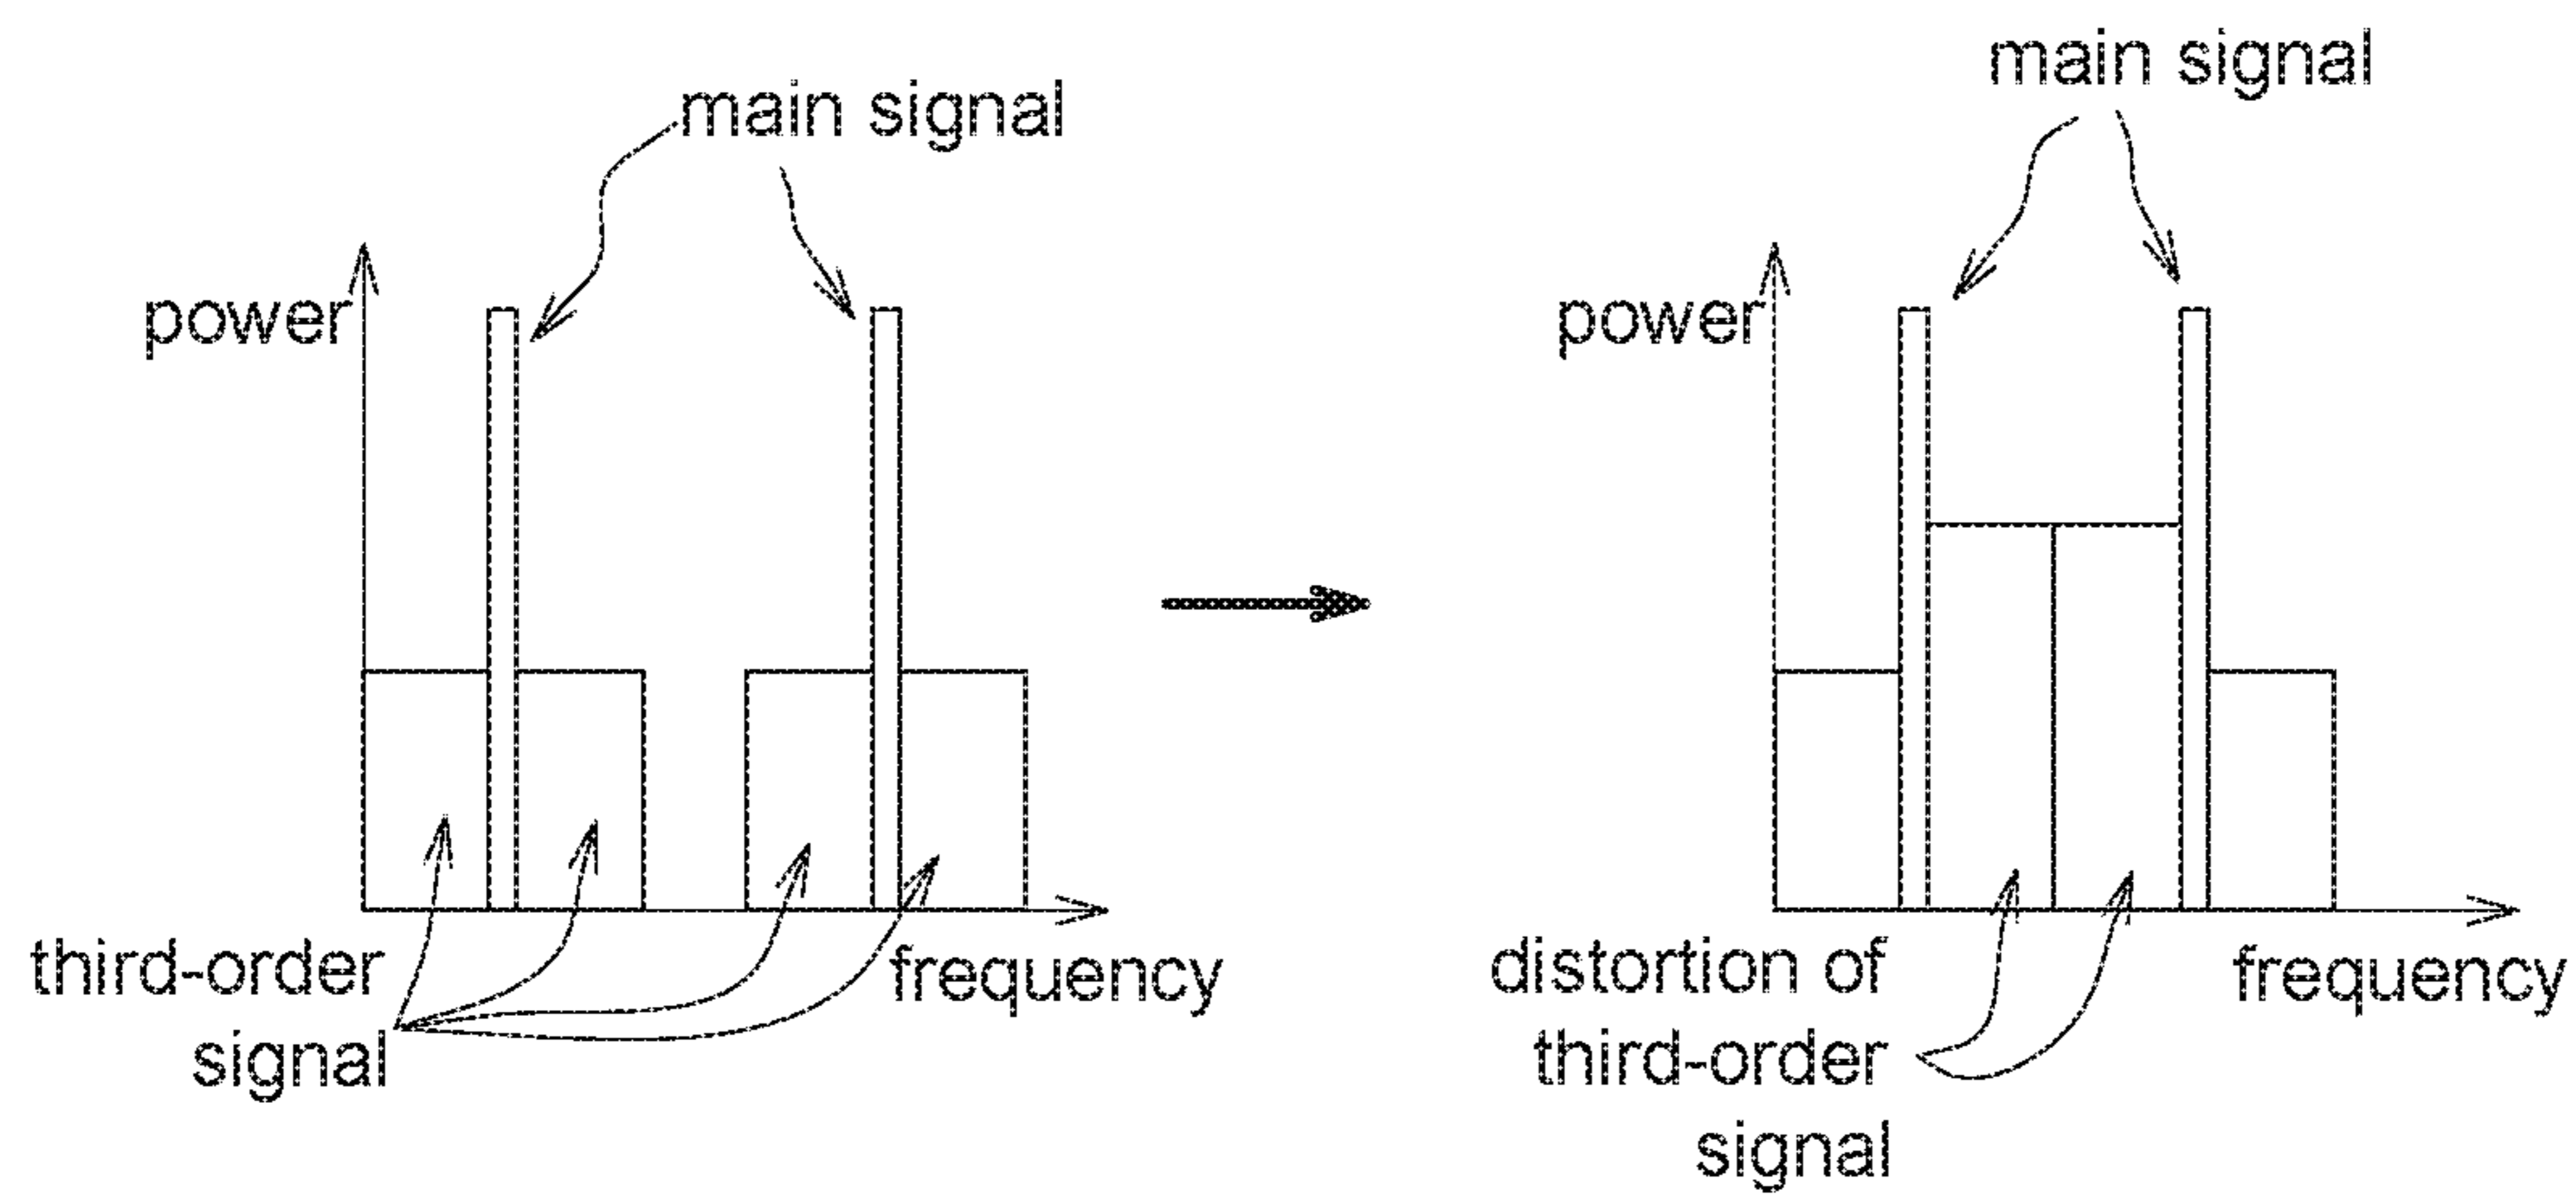 main signal
power
third-order
signal
frequency
main signal
power
distortion of
third-order
signal
frequency